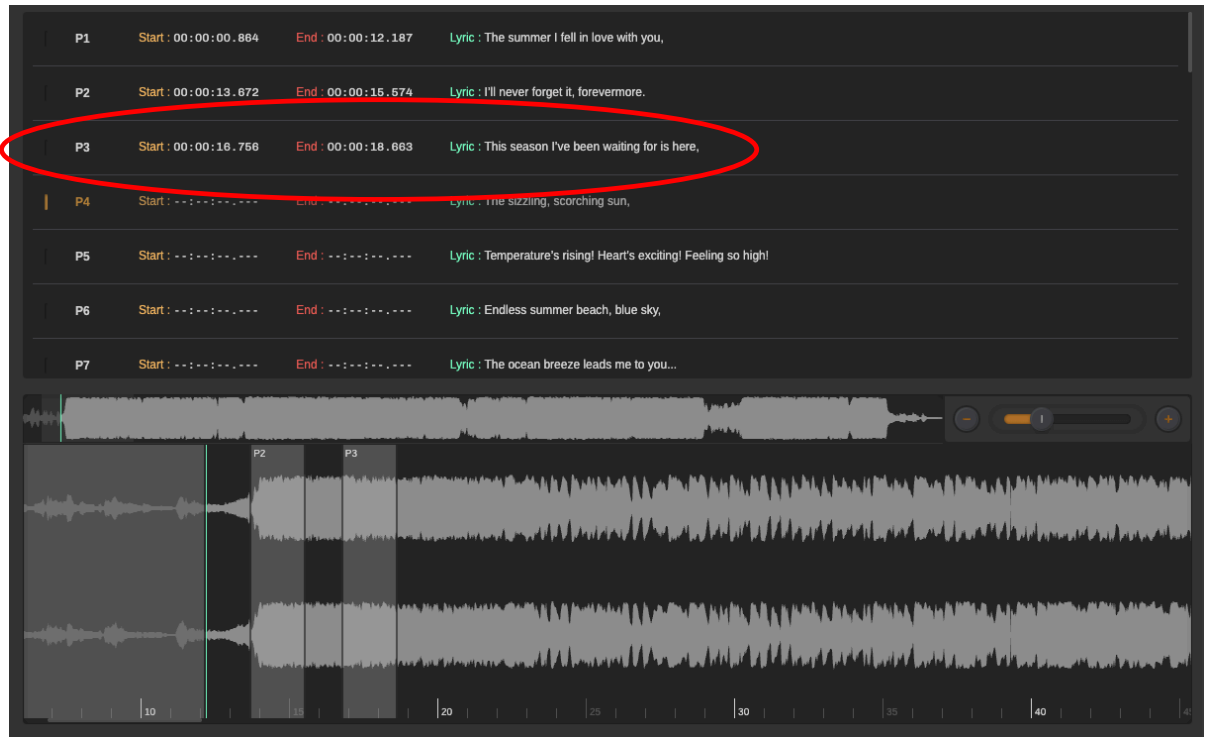 P1 Start : 00:00:00.864 End : 00:00:12.187 Lyric : The summer I fell in love with you,
P2 Start : 00:00:13.672 End : 00:00:15.574 Lyric : I'll never forget it, forevermore.
P3 Start : 00:00:16.756 End : 00:00:18.663 Lyric : This season I've been waiting for is here,
P4 Start : --:--:--.--- End : --:--:--.--- Lyric : The sizzling, scorching sun,
P5 Start : --:--:--.--- End : --:--:--.--- Lyric : Temperature's rising! Heart's exciting! Feeling so high!
P6 Start : --:--:--.--- End : --:--:--.--- Lyric : Endless summer beach, blue sky,
P7 Start : --:--:--.--- End : --:--:--.--- Lyric : The ocean breeze leads me to you...
P2 P3
10 15 20 25 30 35 40